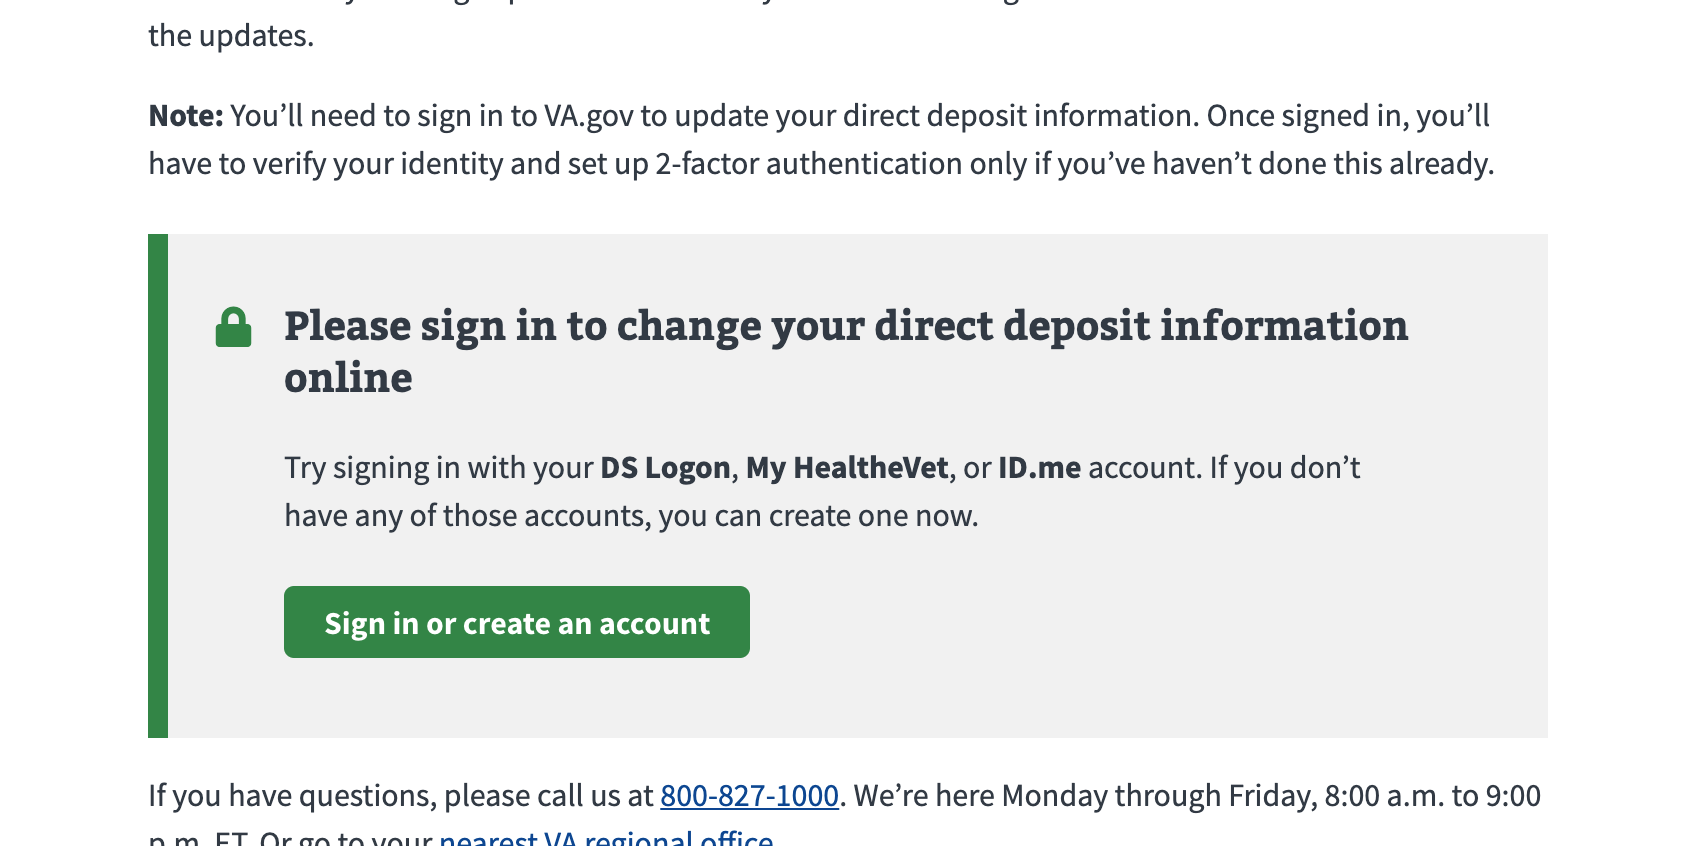 the updates.
Note: You’ll need to sign in to VA.gov to update your direct deposit information. Once signed in, you’ll
have to verify your identity and set up 2-factor authentication only if you’ve haven’t done this already.
Please sign in to change your direct deposit information
online
Try signing in with your DS Logon, My HealtheVet, or ID.me account. If you don’t
have any of those accounts, you can create one now.
Sign in or create an account
If you have questions, please call us at 800-827-1000. We’re here Monday through Friday, 8:00 a.m. to 9:00
p.m. ET. Or go to your nearest VA regional office.